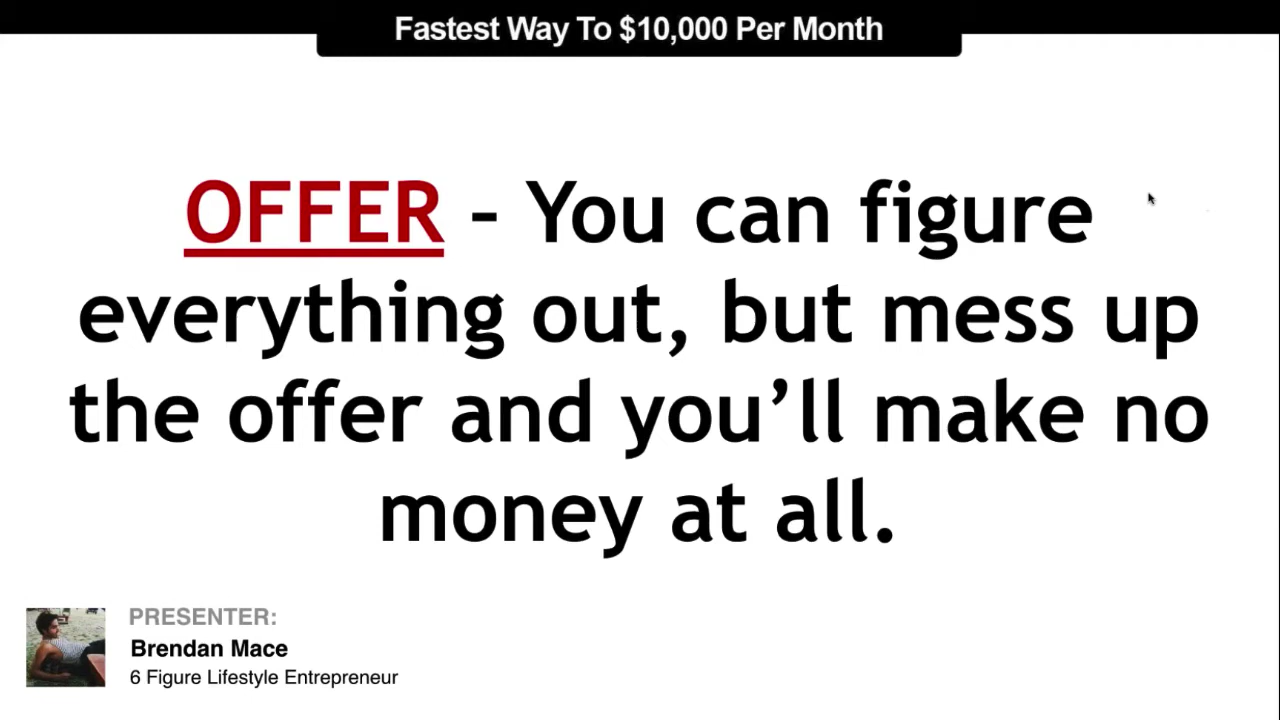 Fastest Way To $10,000 Per Month
OFFER - You can figure
everything out, but mess up
the offer and you’ll make no
money at all.
PRESENTER:
Brendan Mace
6 Figure Lifestyle Entrepreneur